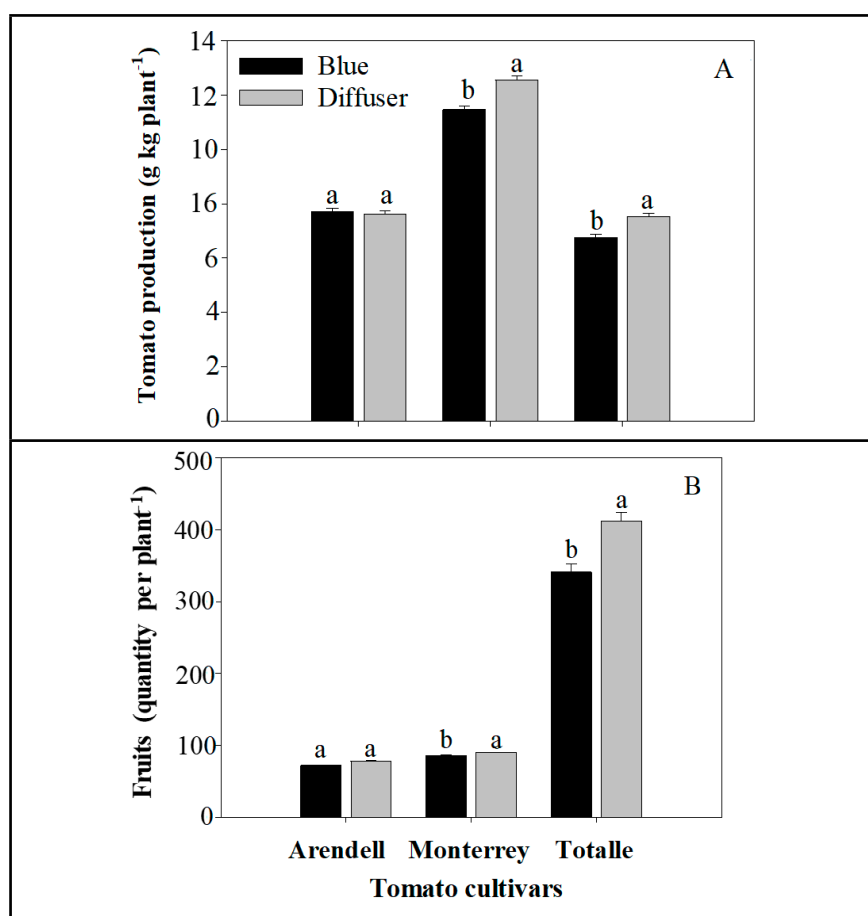 Tomato production (g kg plant-1)
14
12
10
16
6
4
2
0
Blue
Diffuser
A
a a b a b a
Fruits (quantity per plant-1)
500
400
300
200
100
0
B
a a b a b a
Arendell Monterrey Totalle
Tomato cultivars